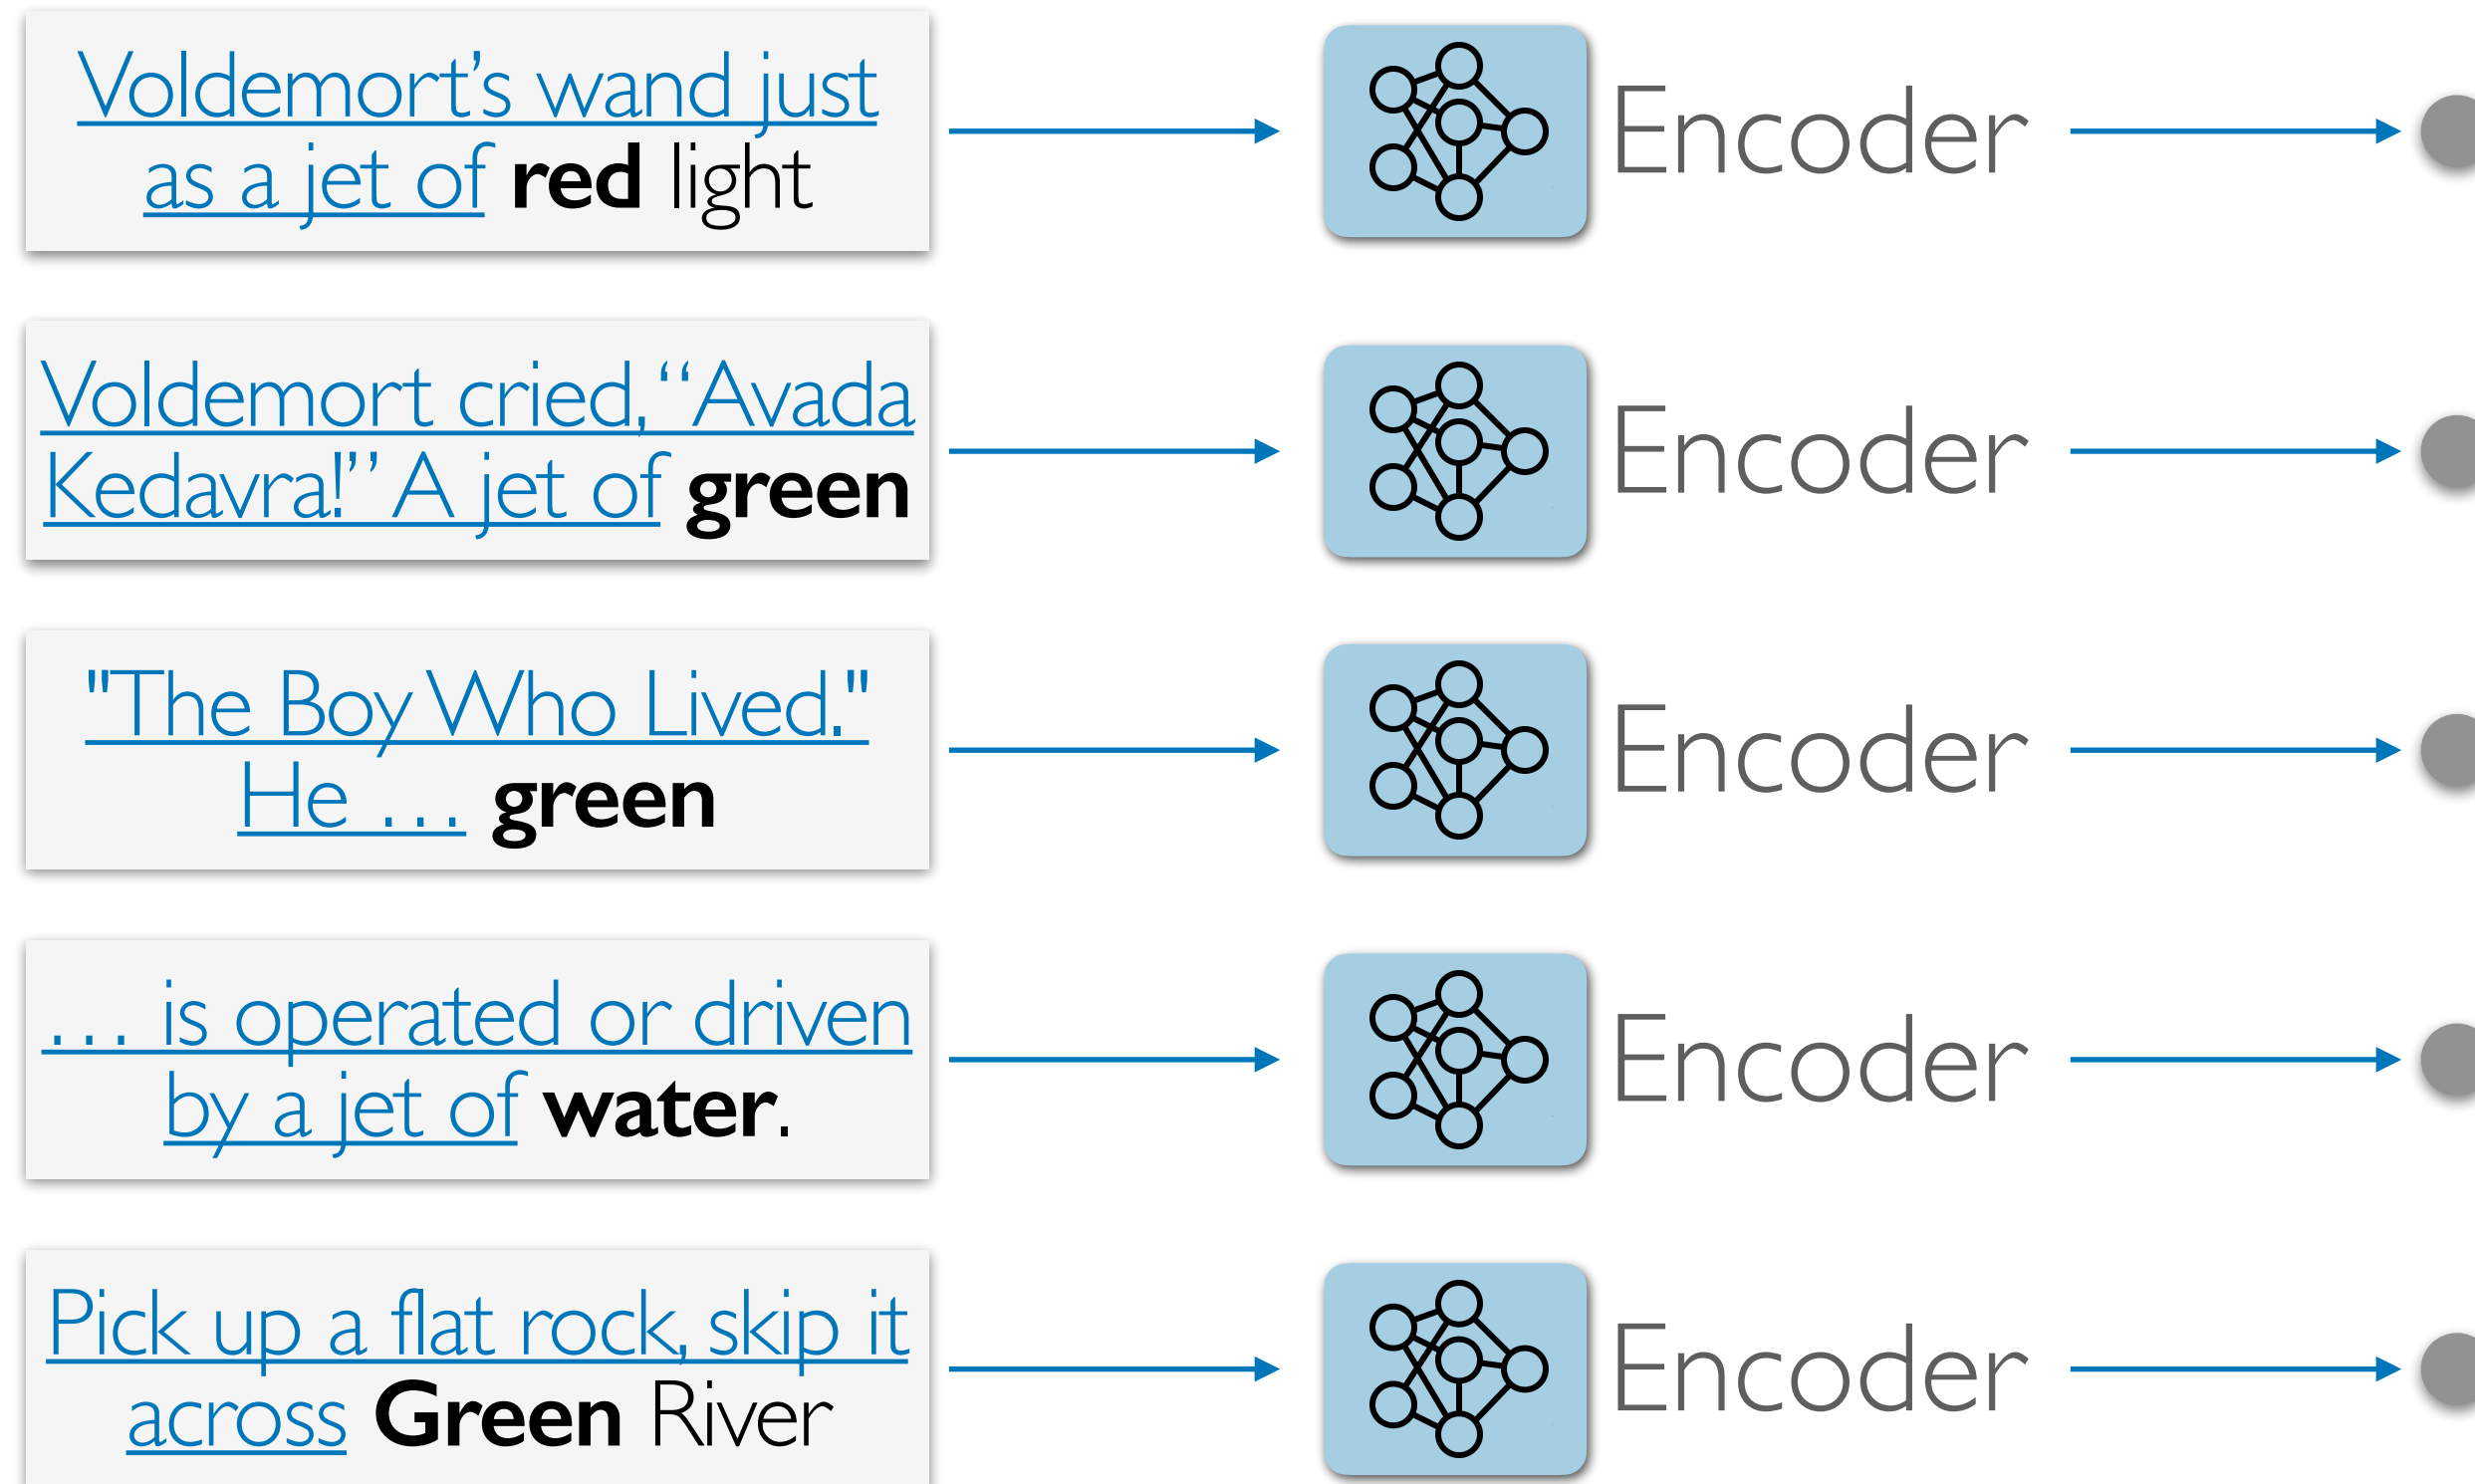 Voldemort’s wand just
as a jet of red light
Encoder
Voldemort cried, “Avada
Kedavra!” A jet of green
Encoder
"The Boy Who Lived."
He … green
Encoder
… is operated or driven
by a jet of water.
Encoder
Pick up a flat rock, skip it
across Green River
Encoder